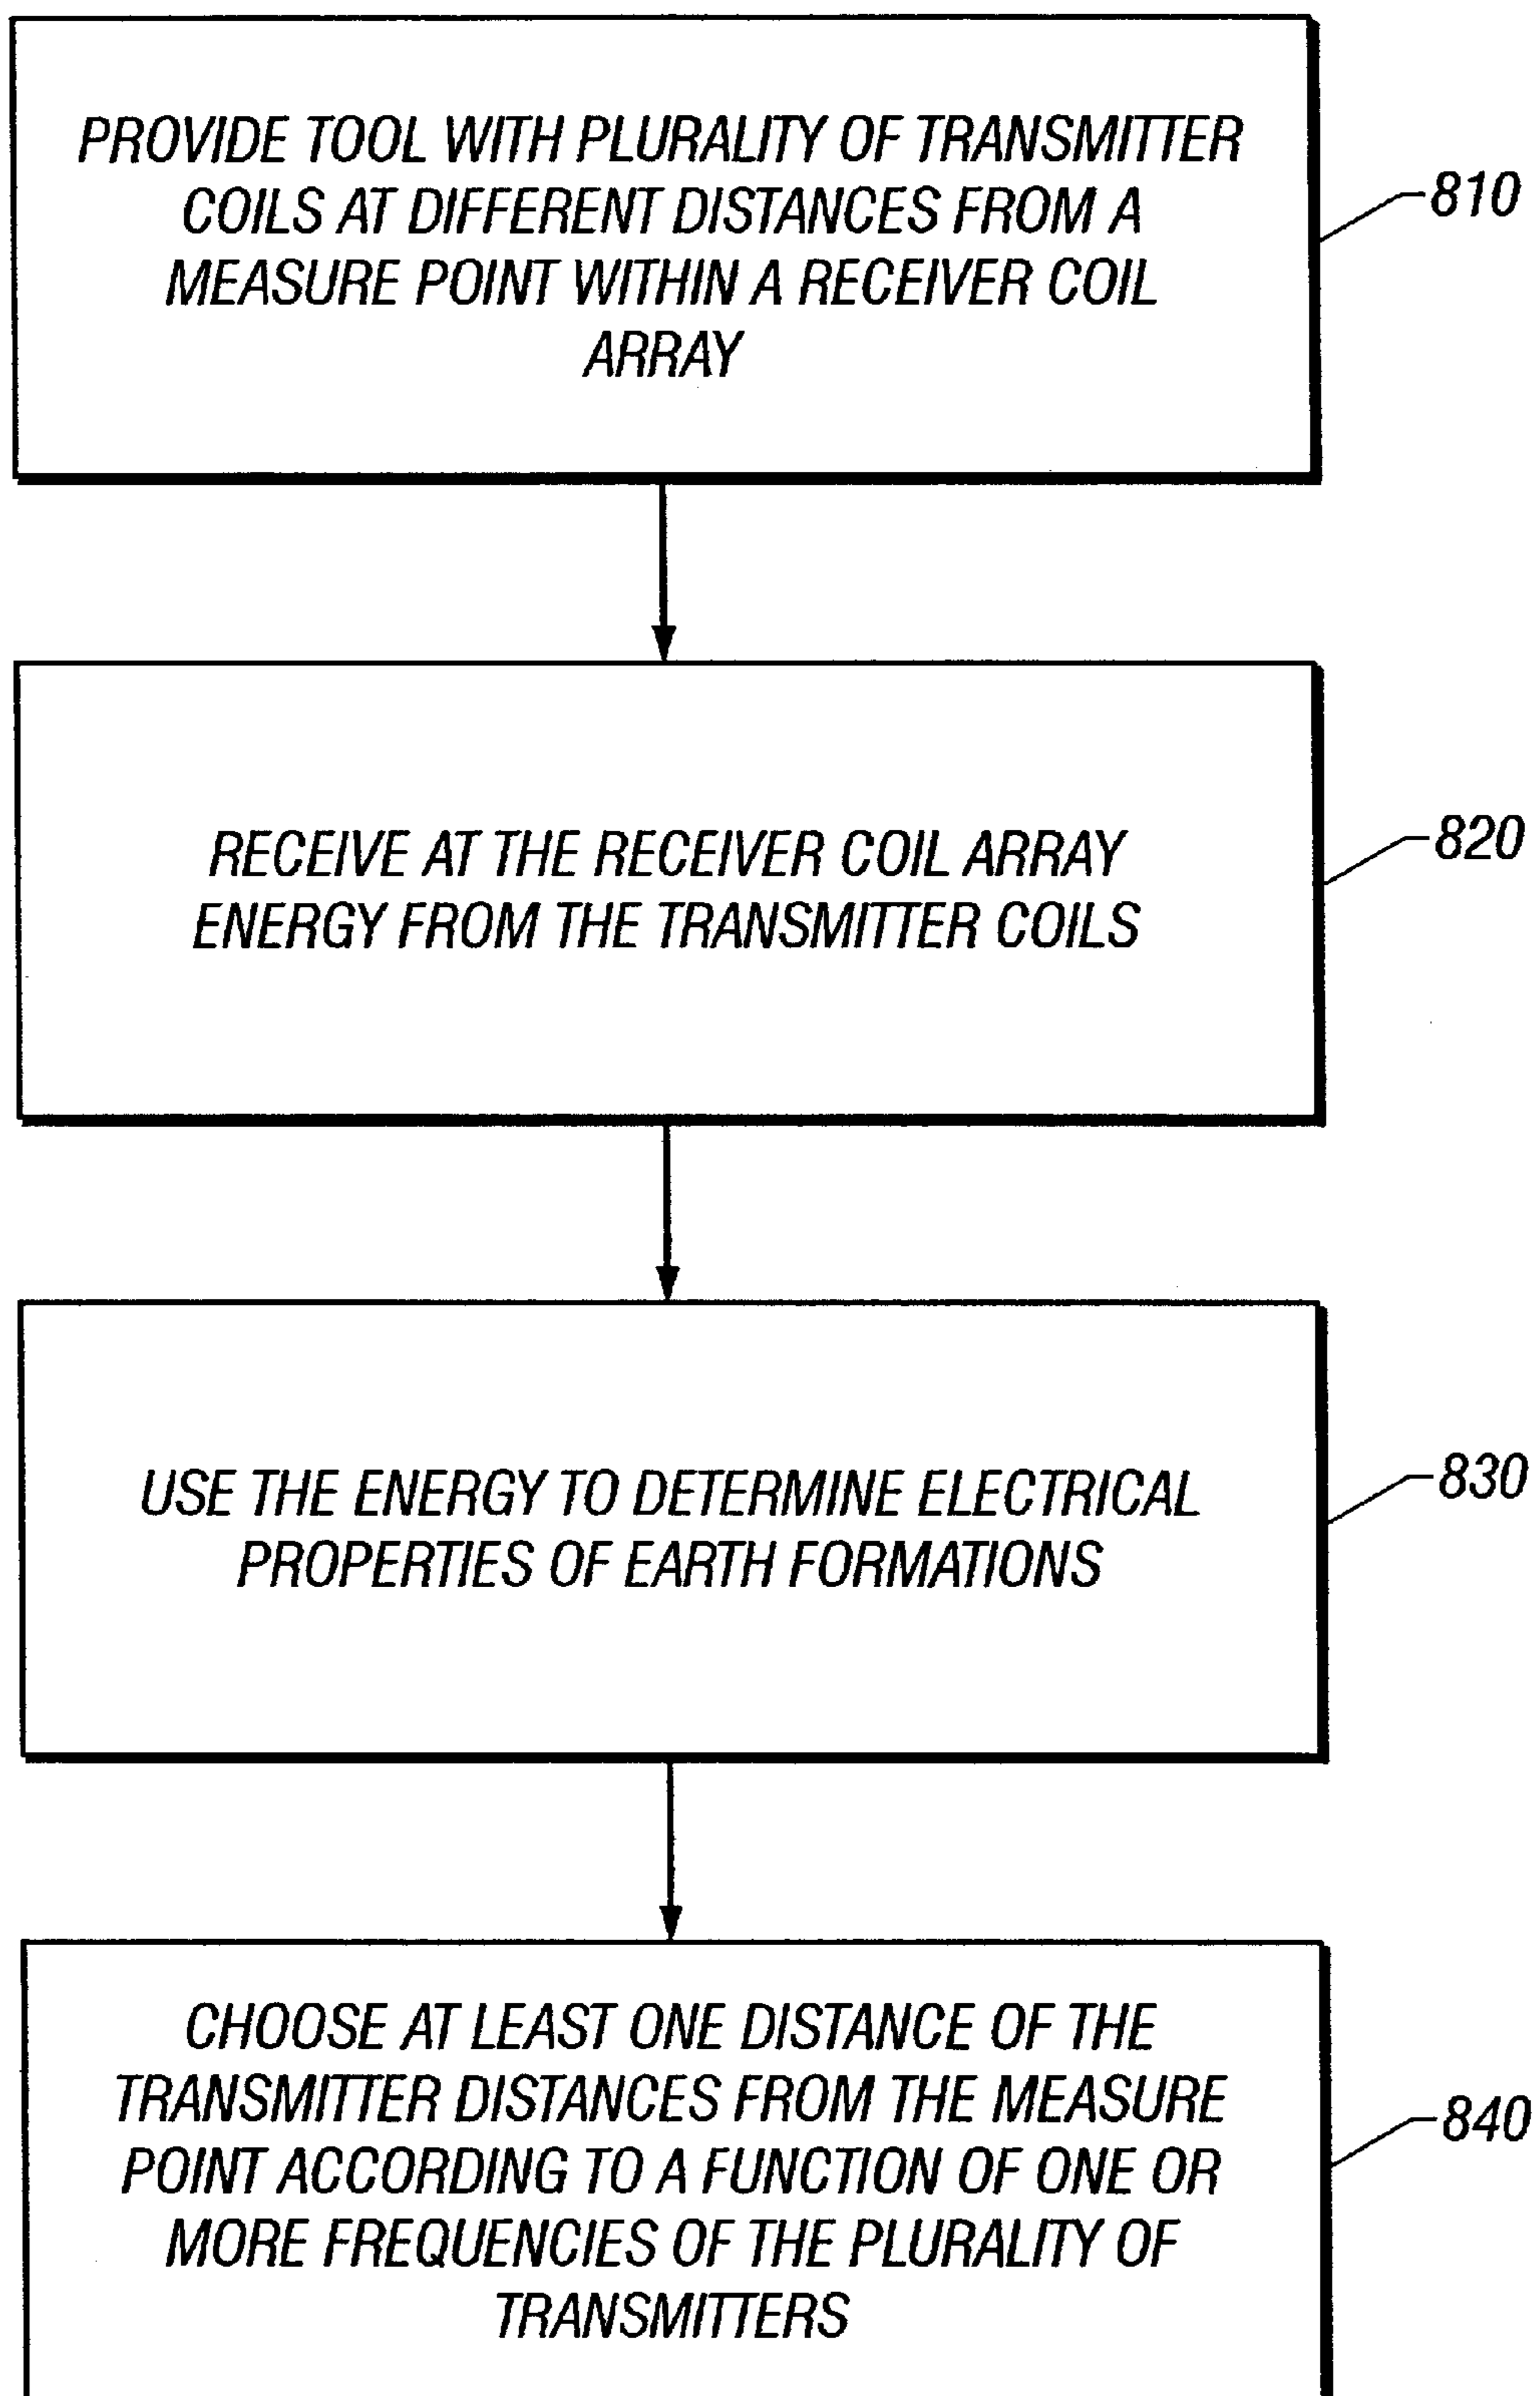 PROVIDE TOOL WITH PLURALITY OF TRANSMITTER
COILS AT DIFFERENT DISTANCES FROM A
MEASURE POINT WITHIN A RECEIVER COIL
ARRAY
810
RECEIVE AT THE RECEIVER COIL ARRAY
ENERGY FROM THE TRANSMITTER COILS
820
USE THE ENERGY TO DETERMINE ELECTRICAL
PROPERTIES OF EARTH FORMATIONS
830
CHOOSE AT LEAST ONE DISTANCE OF THE
TRANSMITTER DISTANCES FROM THE MEASURE
POINT ACCORDING TO A FUNCTION OF ONE OR
MORE FREQUENCIES OF THE PLURALITY OF
TRANSMITTERS
840